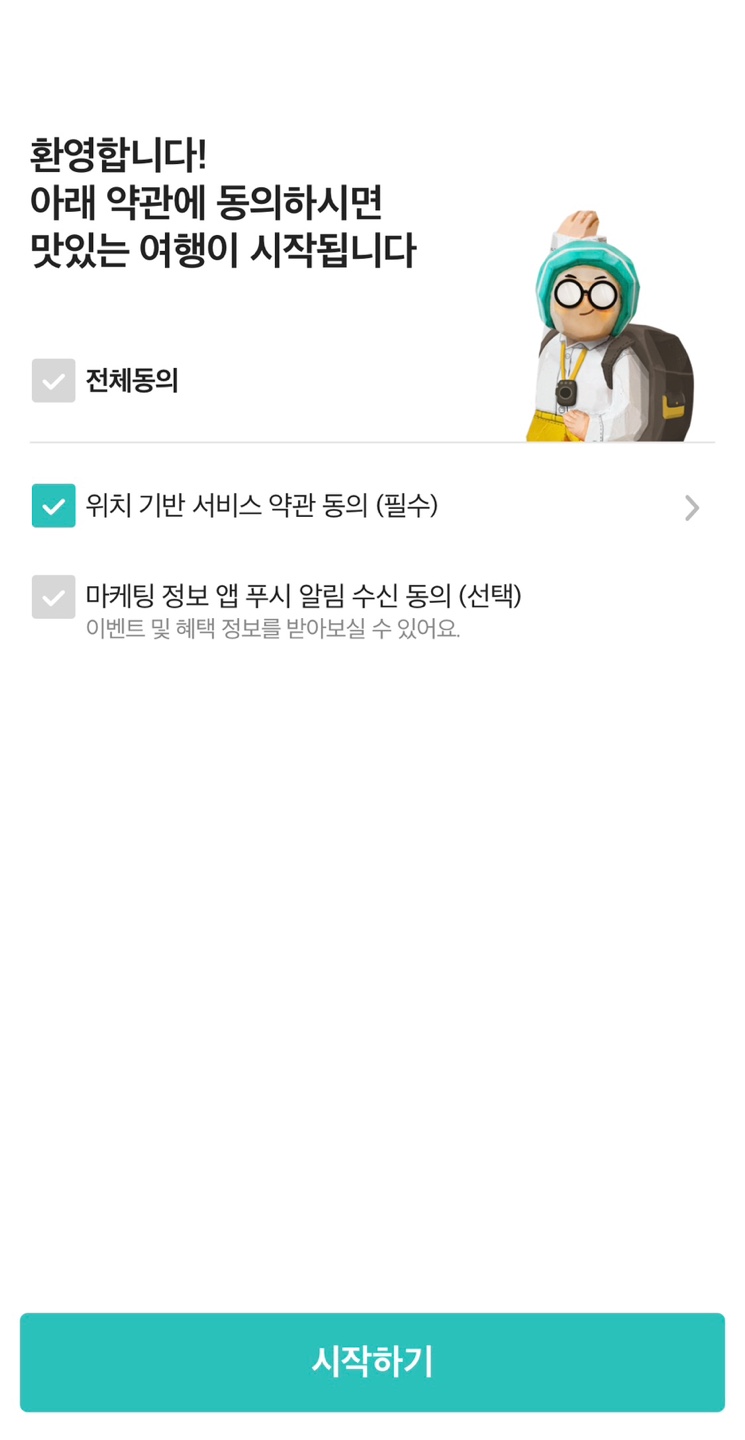 환영합니다!
아래 약관에 동의하시면
맛있는 여행이 시작됩니다
전체동의
위치 기반 서비스 약관 동의 (필수)
마케팅 정보 앱 푸시 알림 수신 동의 (선택)
이벤트 및 혜택 정보를 받아보실 수 있어요.
시작하기